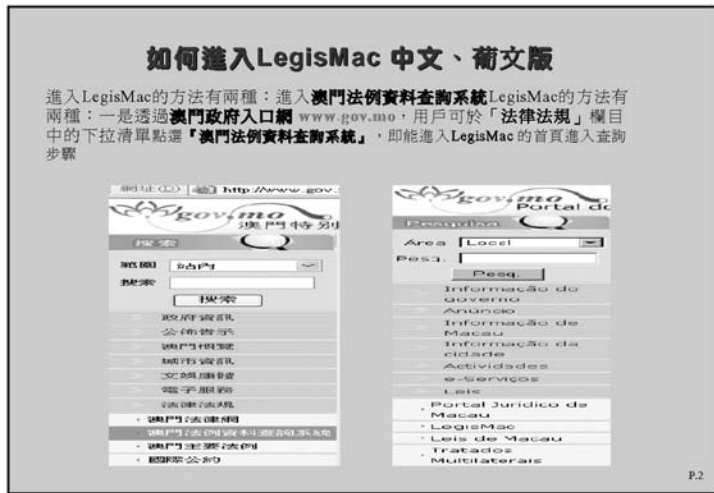 如何進入LegisMac 中文、葡文版
進入LegisMac的方法有兩種：進入澳門法例資料查詢系統LegisMac的方法有
兩種：一是透過澳門政府入口網 www.gov.mo，用戶可於「法律法規」欄目
中的下拉清單點選『澳門法例資料查詢系統』，即能進入LegisMac 的首頁進入查詢
步驟
網址(D) http://www.gov.
gov.mo
澳門特別
搜索
範圍 站內
搜索
搜索
政府資訊
公佈告示
澳門概覽
城市資訊
文娛康體
電子服務
法律法規
· 澳門法律網
· 澳門法例資料查詢系統
· 澳門主要法例
· 國際公約
gov.mo
Portal do
Pesquisa
Área Local
Pesq.
Pesq.
Informação do
governo
Anúncio
Informação de
Macau
Informação da
cidade
Actividades
e-Serviços
Leis
· Portal Jurídico de
Macau
· LegisMac
· Leis de Macau
· Tratados
Multilaterais
P.2